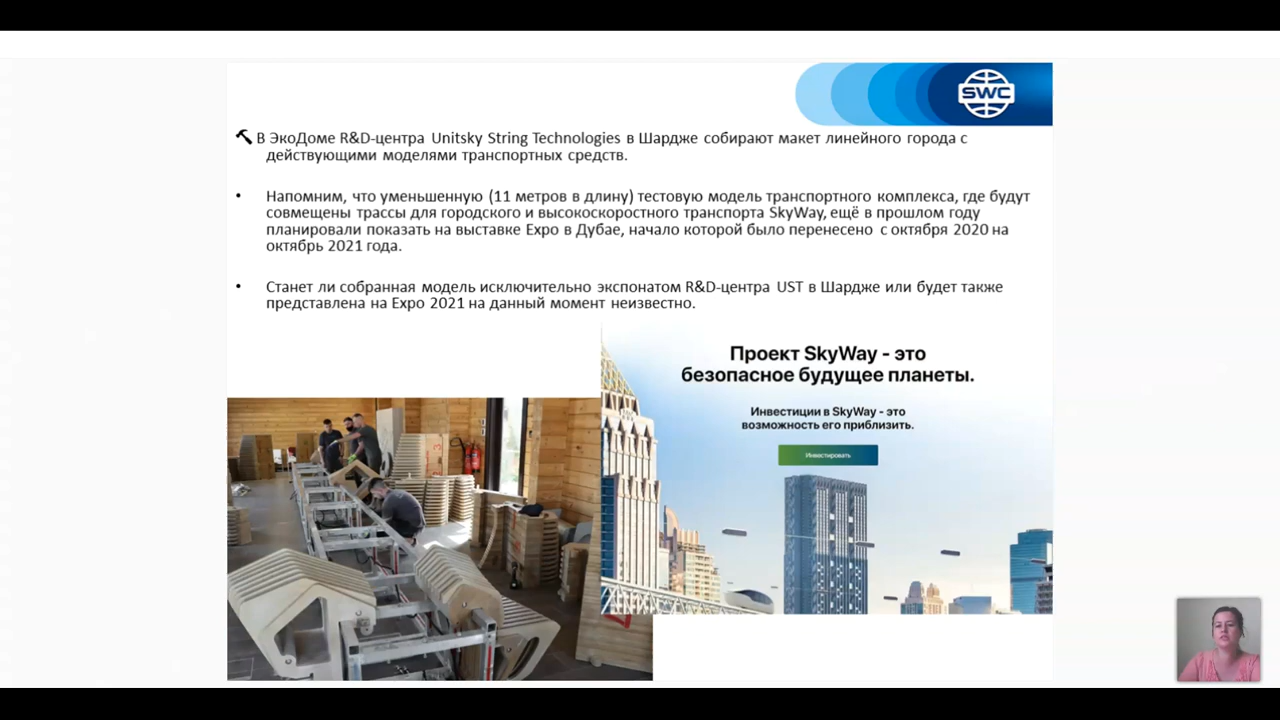 SWC
В ЭкоДоме R&D-центра Unitsky String Technologies в Шардже собирают макет линейного города с
действующими моделями транспортных средств.
• Напомним, что уменьшенную (11 метров в длину) тестовую модель транспортного комплекса, где будут
совмещены трассы для городского и высокоскоростного транспорта SkyWay, ещё в прошлом году
планировали показать на выставке Expo в Дубае, начало которой было перенесено с октября 2020 на
октябрь 2021 года.
• Станет ли собранная модель исключительно экспонатом R&D-центра UST в Шардже или будет также
представлена на Expo 2021 на данный момент неизвестно.
Проект SkyWay - это
безопасное будущее планеты.
Инвестиции в SkyWay - это
возможность его приблизить.
Инвестировать